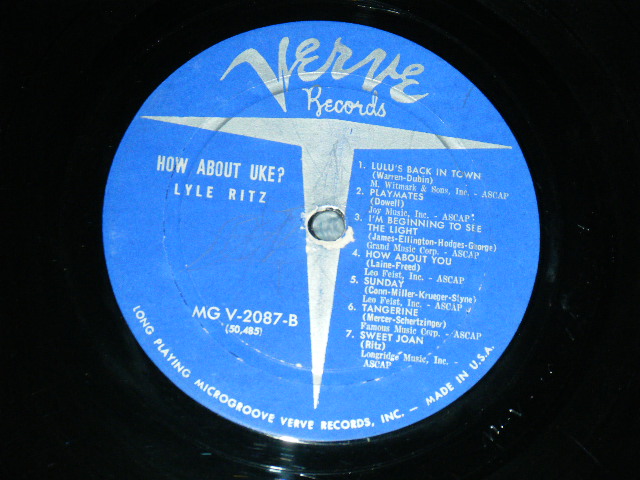 Verve
Records
HOW ABOUT UKE?
LYLE RITZ
1. LULU'S BACK IN TOWN
(Warren-Dubin)
M. Witmark & Sons, Inc. - ASCAP
2. PLAYMATES
(Dowell)
Joy Music, Inc. - ASCAP
3. I'M BEGINNING TO SEE
THE LIGHT
(James-Ellington-Hodges-George)
Grand Music Corp. - ASCAP
4. HOW ABOUT YOU
(Laine-Freed)
Leo Feist, Inc. - ASCAP
5. SUNDAY
(Conn-Miller-Krueger-Styne)
Leo Feist, Inc. - ASCAP
6. TANGERINE
(Mercer-Schertzinger)
Famous Music Corp. - ASCAP
7. SWEET JOAN
(Ritz)
Longridge Music, Inc. -
ASCAP
MG V-2087-B
(50,485)
LONG PLAYING MICROGROOVE VERVE RECORDS, INC. - MADE IN U.S.A.